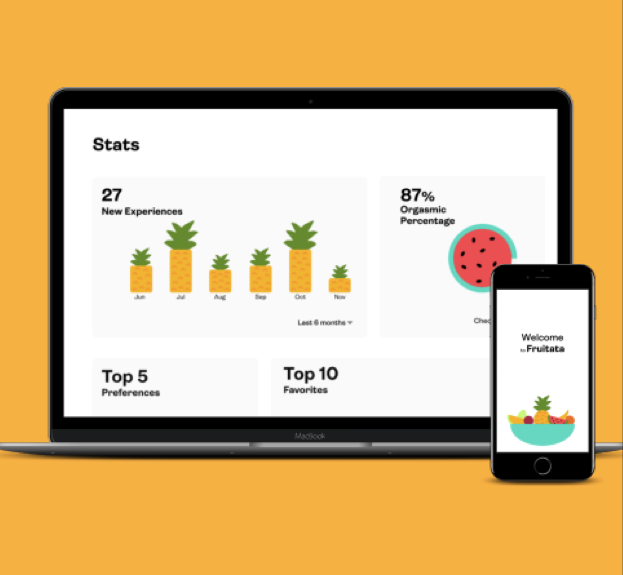 Stats
27
New Experiences
Jun Jul Aug Sep Oct Nov
Last 6 months
87%
Orgasmic
Percentage
Chec
Top 5
Preferences
Top 10
Favorites
MacBook
Welcome
to Fruitata